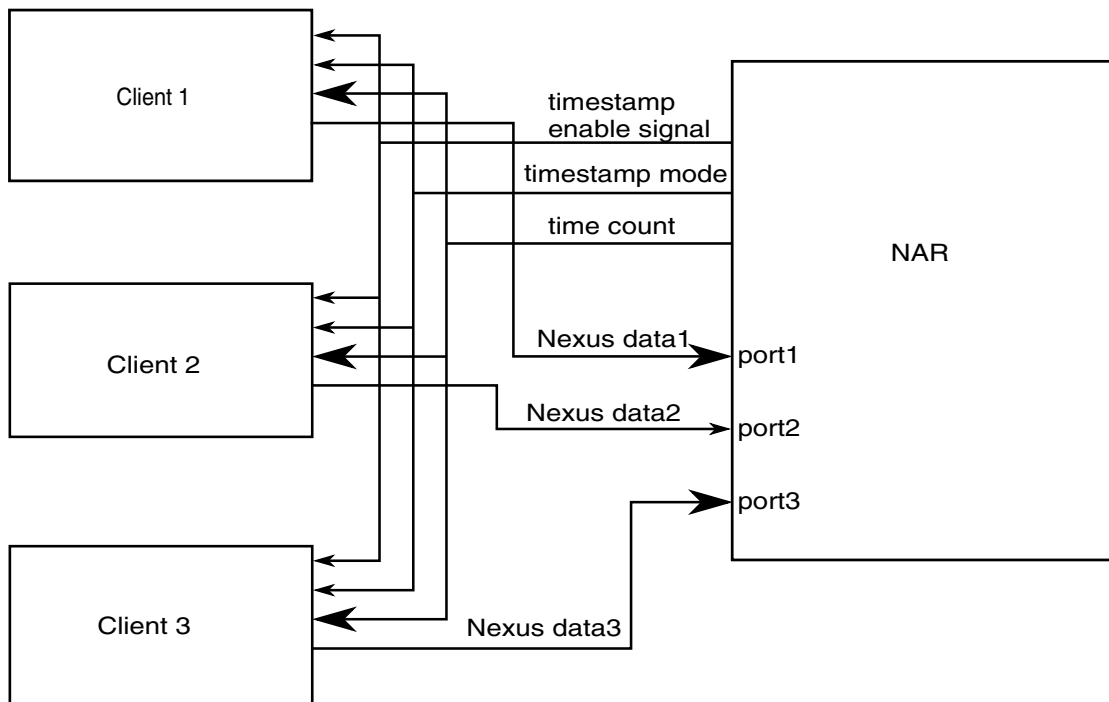 Client 1
timestamp
enable signal
timestamp mode
time count
NAR
Nexus data1
port1
Client 2
Nexus data2
port2
port3
Client 3
Nexus data3